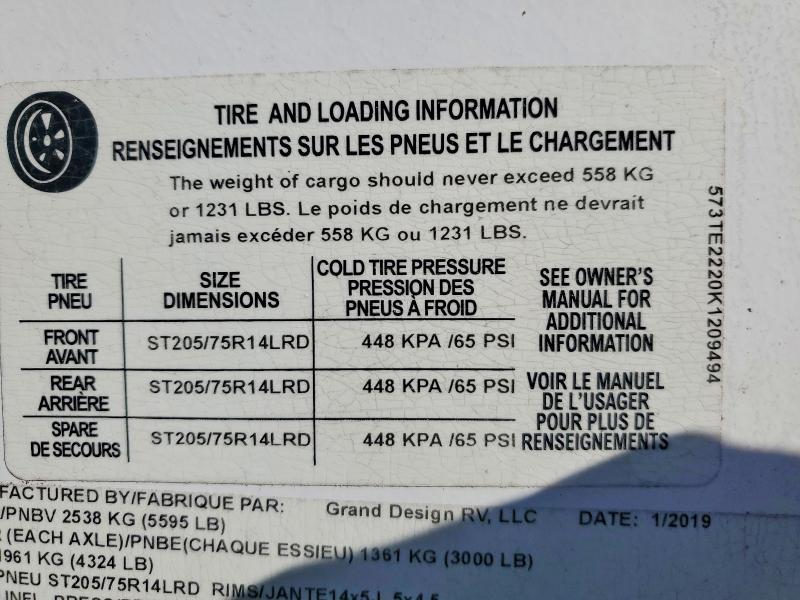 TIRE AND LOADING INFORMATION
RENSEIGNEMENTS SUR LES PNEUS ET LE CHARGEMENT
The weight of cargo should never exceed 558 KG
or 1231 LBS. Le poids de chargement ne devrait
jamais excéder 558 KG ou 1231 LBS.
TIRE
PNEU
SIZE
DIMENSIONS
COLD TIRE PRESSURE
PRESSION DES
PNEUS À FROID
SEE OWNER'S
MANUAL FOR
ADDITIONAL
INFORMATION
FRONT
AVANT
ST205/75R14LRD
448 KPA /65 PSI
REAR
ARRIÈRE
ST205/75R14LRD
448 KPA /65 PSI
VOIR LE MANUEL
DE L'USAGER
POUR PLUS DE
RENSEIGNEMENTS
SPARE
DE SECOURS
ST205/75R14LRD
448 KPA /65 PSI
573TE2220K1209494
FACTURED BY/FABRIQUE PAR: Grand Design RV, LLC DATE: 1/2019
/PNBV 2538 KG (5595 LB)
(EACH AXLE)/PNBE(CHAQUE ESSIEU) 1361 KG (3000 LB)
1961 KG (4324 LB)
PNEU ST205/75R14LRD RIMS/JANTE14x5J, 5x4.5